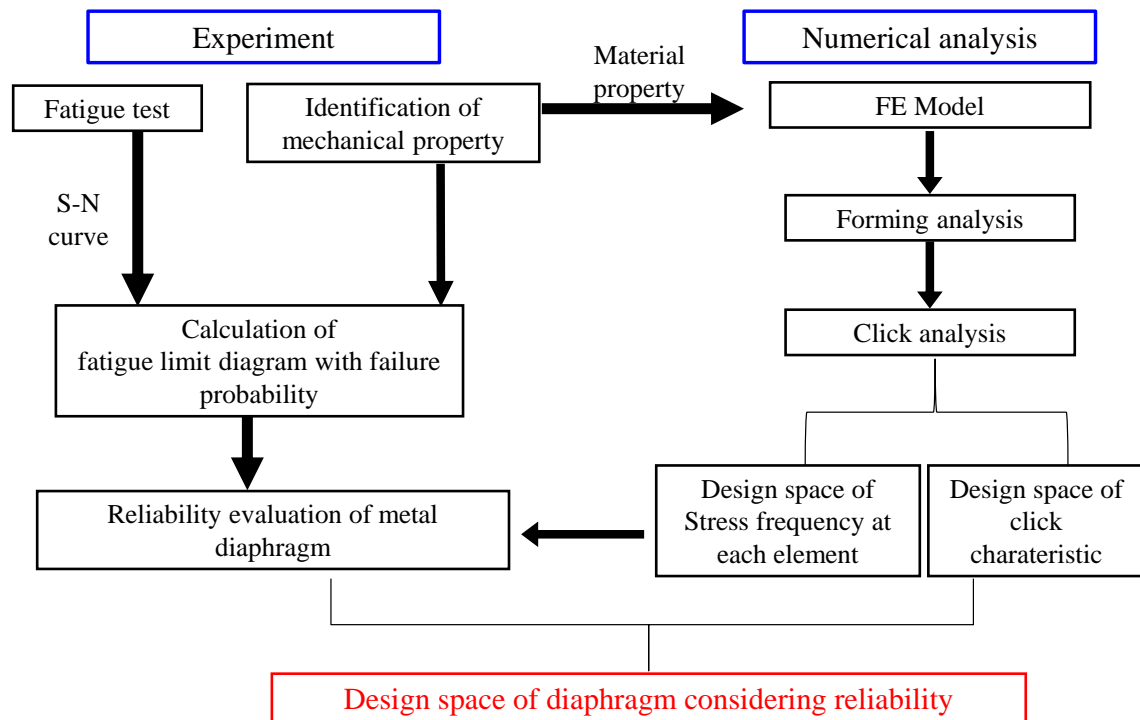 Experiment
Numerical analysis
Material
property
Fatigue test
Identification of
mechanical property
FE Model
S-N
curve
Forming analysis
Calculation of
fatigue limit diagram with failure
probability
Click analysis
Reliability evaluation of metal
diaphragm
Design space of
Stress frequency at
each element
Design space of
click
charateristic
Design space of diaphragm considering reliability